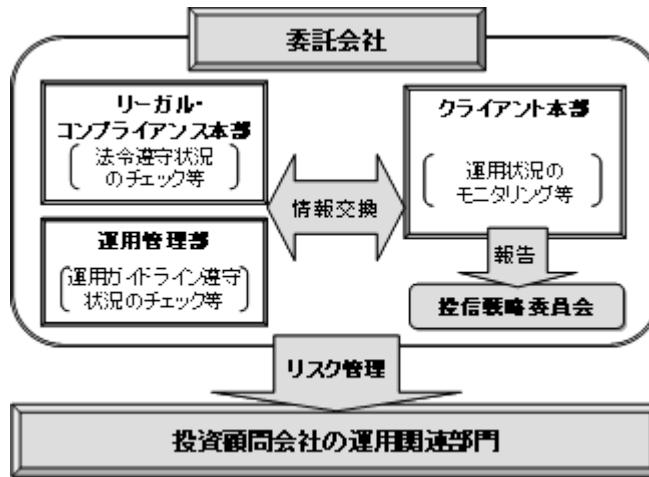 委託会社
リーガル・
コンプライアンス本部
法令遵守状況
のチェック等
運用管理部
運用ガイドライン遵守
状況のチェック等
情報交換
クライアント本部
運用状況の
モニタリング等
報告
投信戦略委員会
リスク管理
投資顧問会社の運用関連部門